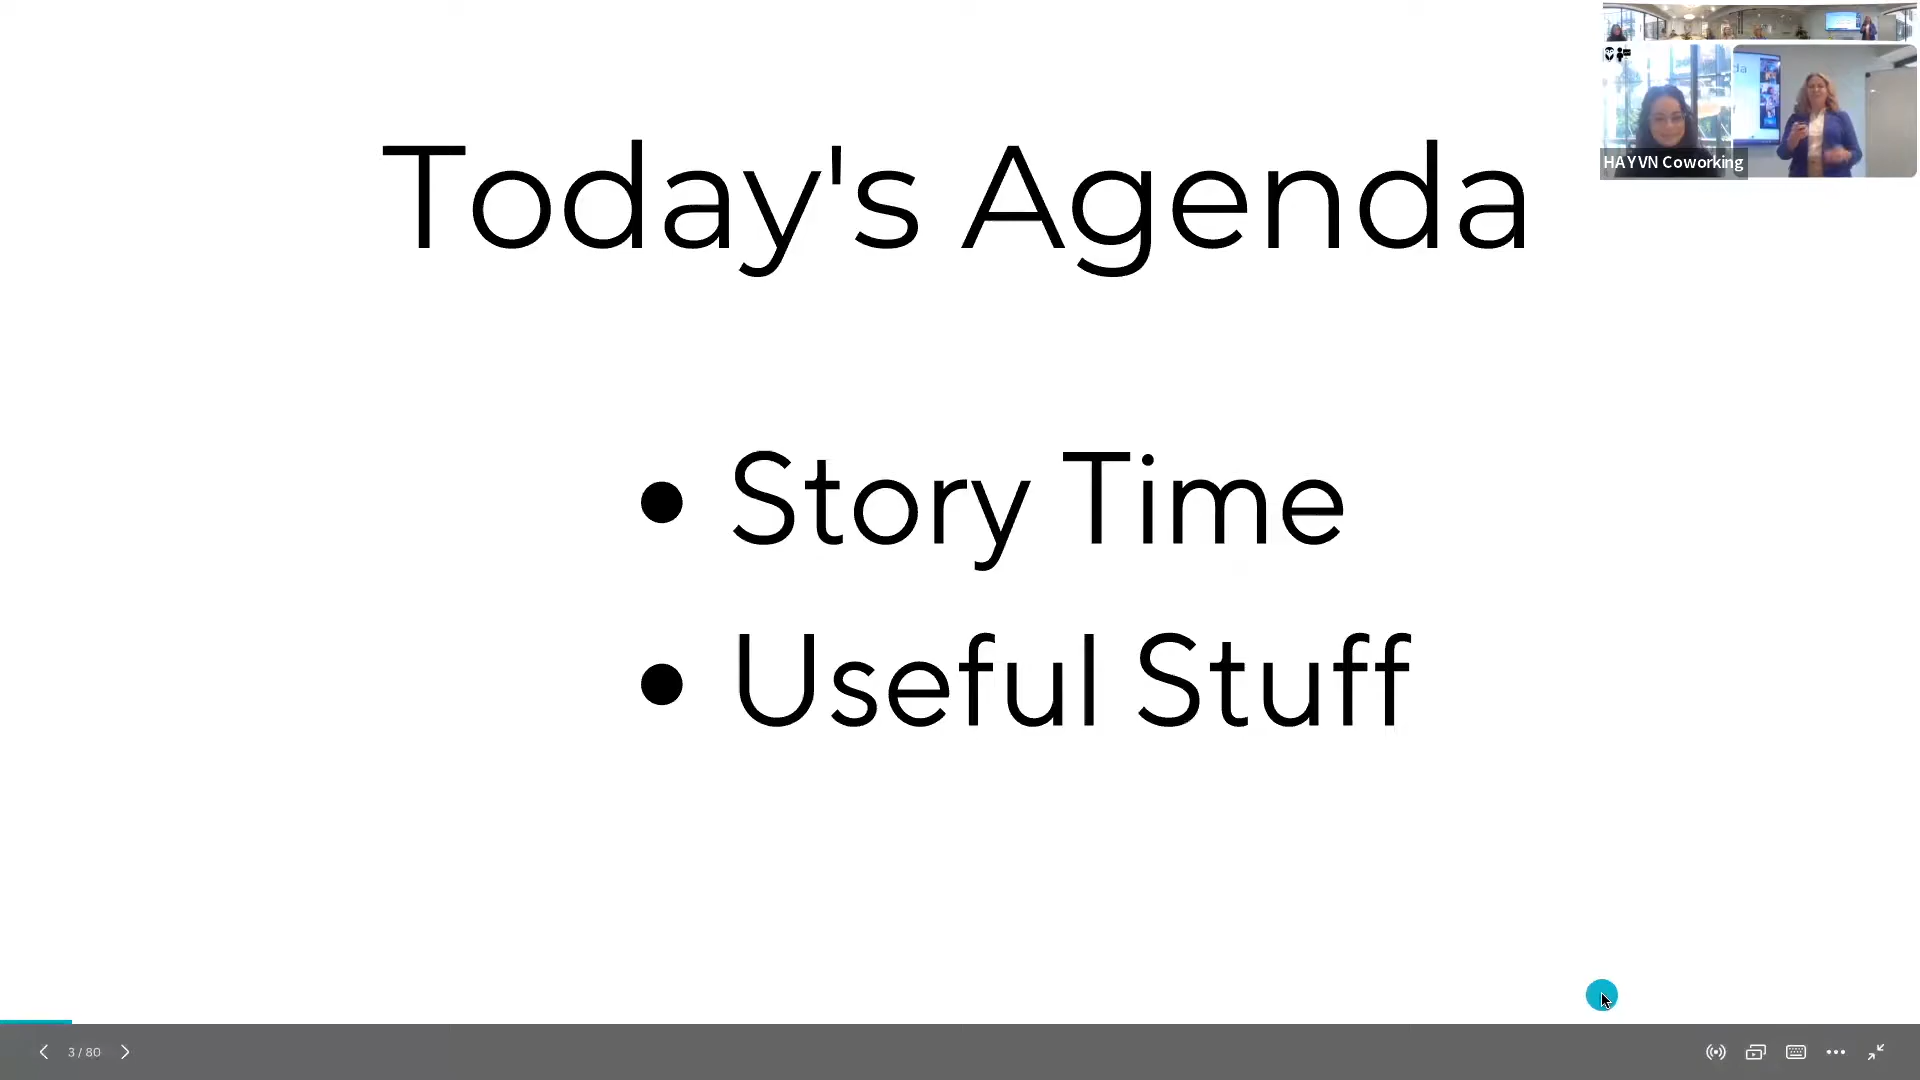 Today's Agenda
HAYVN Coworking
• Story Time
• Useful Stuff
3 / 80